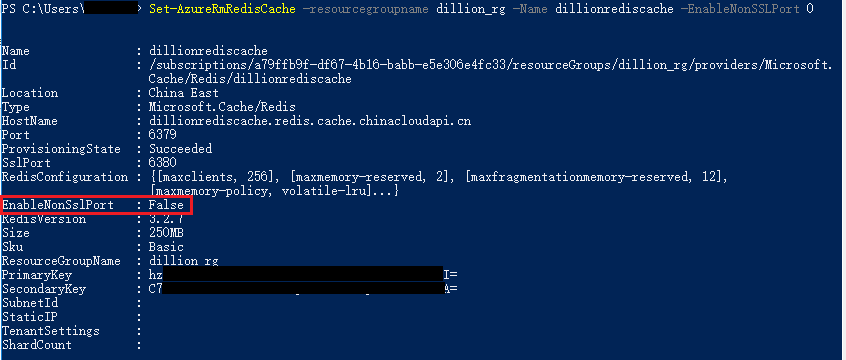 PS C:\Users\ > Set-AzureRmRedisCache -resourcegroupname dillion_rg -Name dillionrediscache -EnableNonSSLPort 0
Name : dillionrediscache
Id : /subscriptions/a79ffb9f-df67-4b16-babb-e5e306e4fc33/resourceGroups/dillion_rg/providers/Microsoft.
Cache/Redis/dillionrediscache
Location : China East
Type : Microsoft.Cache/Redis
HostName : dillionrediscache.redis.cache.chinacloudapi.cn
Port : 6379
ProvisioningState : Succeeded
SslPort : 6380
RedisConfiguration : {[maxclients, 256], [maxmemory-reserved, 2], [maxfragmentationmemory-reserved, 12],
[maxmemory-policy, volatile-lru]...}
EnableNonSslPort : False
RedisVersion : 3.2.7
Size : 250MB
Sku : Basic
ResourceGroupName : dillion_rg
PrimaryKey : hz I=
SecondaryKey : C7 A=
SubnetId :
StaticIP :
TenantSettings :
ShardCount :